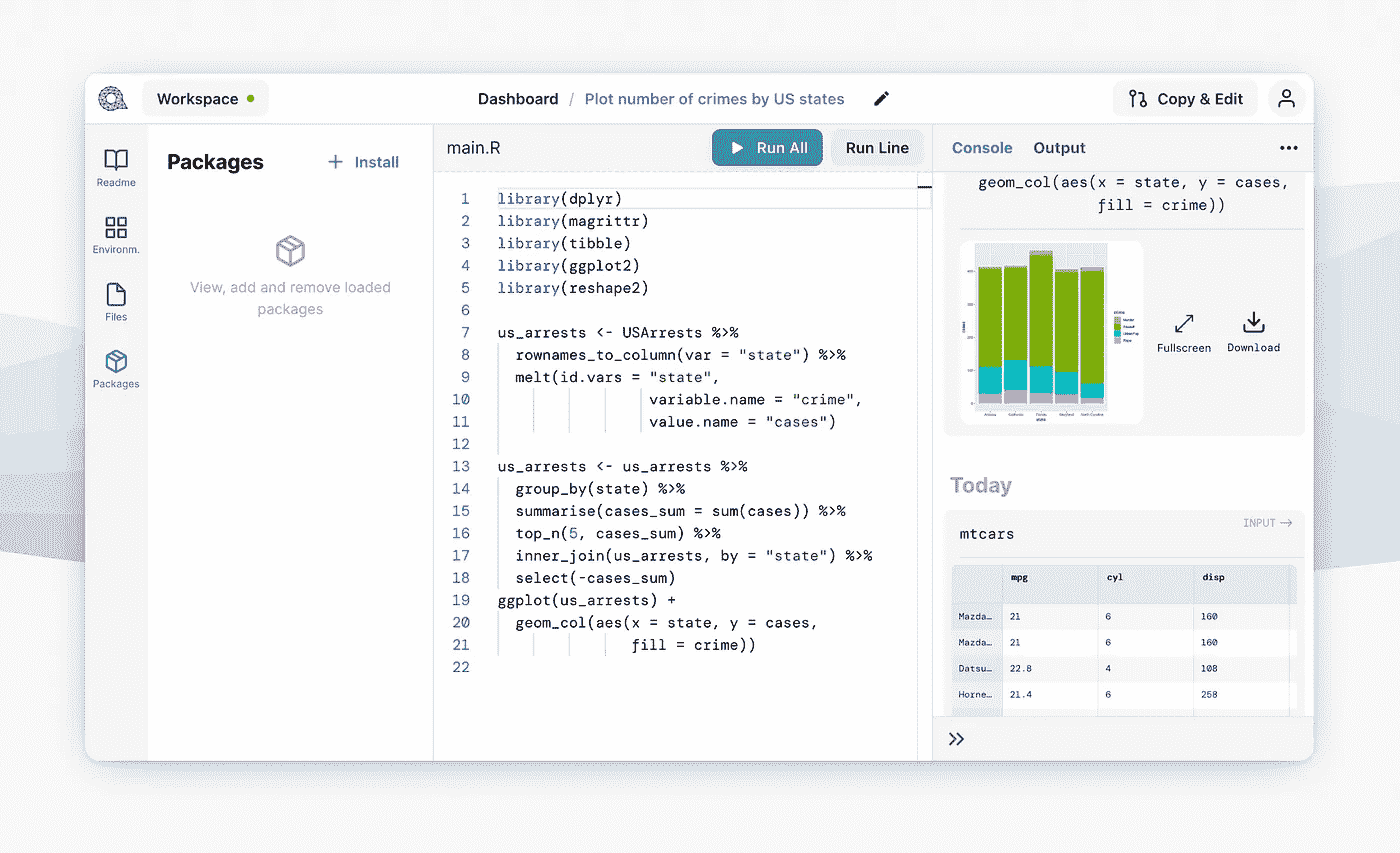 Workspace
Dashboard / Plot number of crimes by US states
Copy & Edit
Readme
Environm.
Files
Packages
Packages
+ Install
View, add and remove loaded
packages
main.R
Run All
Run Line
1 library(dplyr)
2 library(magrittr)
3 library(tibble)
4 library(ggplot2)
5 library(reshape2)
6
7 us_arrests <- USArrests %>%
8 rownames_to_column(var = "state") %>%
9 melt(id.vars = "state",
10 variable.name = "crime",
11 value.name = "cases")
12
13 us_arrests <- us_arrests %>%
14 group_by(state) %>%
15 summarise(cases_sum = sum(cases)) %>%
16 top_n(5, cases_sum) %>%
17 inner_join(us_arrests, by = "state") %>%
18 select(-cases_sum)
19 ggplot(us_arrests) +
20 geom_col(aes(x = state, y = cases,
21 fill = crime))
22
Console
Output
geom_col(aes(x = state, y = cases,
fill = crime))
Arizona California Florida Maryland North Carolina
state
Fullscreen
Download
Today
INPUT →
mtcars
mpg cyl disp
Mazda… 21 6 160
Mazda… 21 6 160
Datsu… 22.8 4 108
Horne… 21.4 6 258